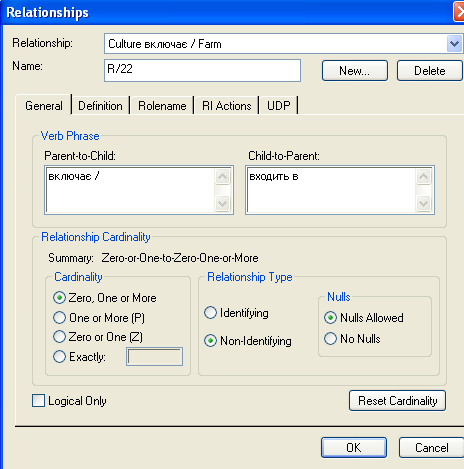 Relationships
Relationship: Culture включає / Farm
Name: R/22 New... Delete
General Definition Rolename RI Actions UDP
Verb Phrase
Parent-to-Child: Child-to-Parent:
включає / входить в
Relationship Cardinality
Summary: Zero-or-One-to-Zero-One-or-More
Cardinality Relationship Type
Zero, One or More
One or More (P)
Zero or One (Z)
Exactly:
Identifying
Non-Identifying
Nulls
Nulls Allowed
No Nulls
Logical Only Reset Cardinality
OK Cancel